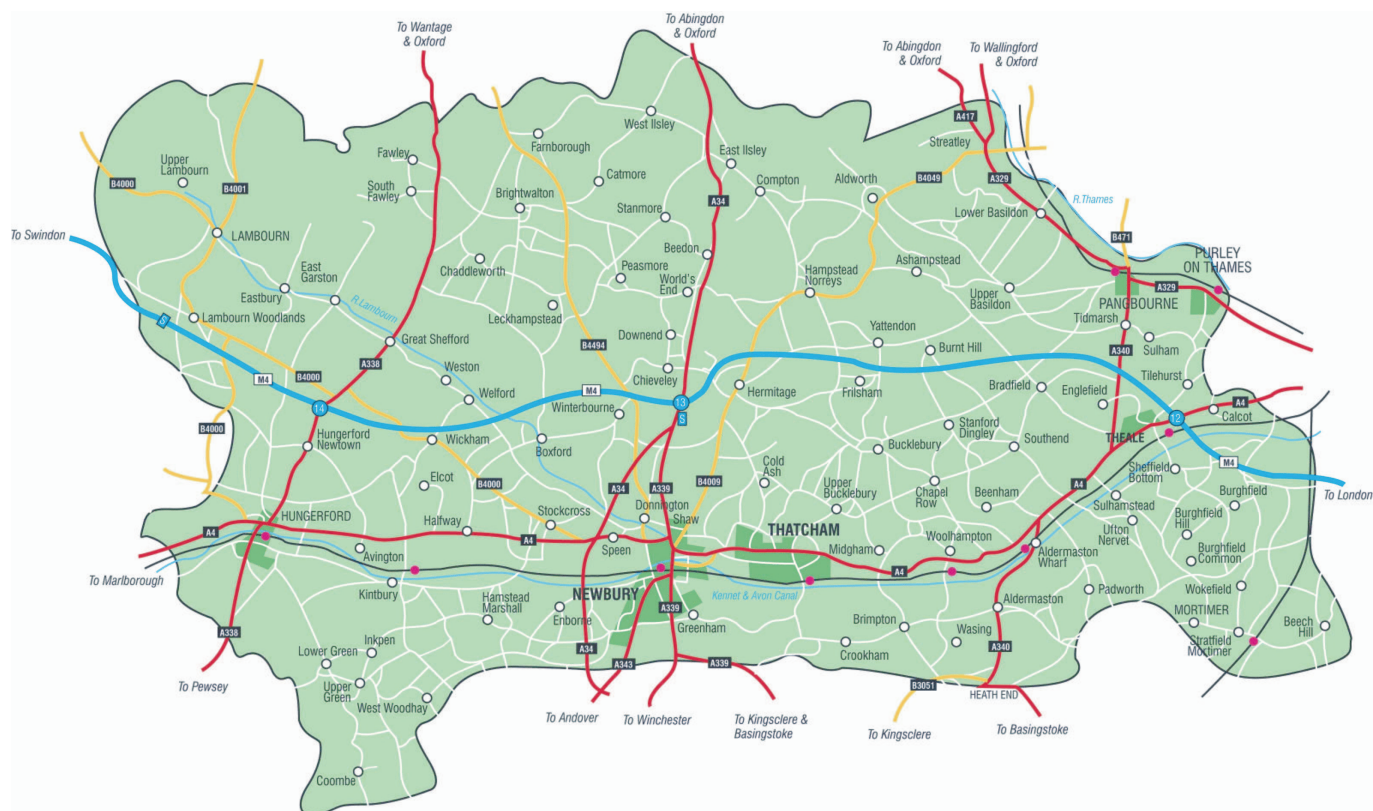 To Wantage
& Oxford
To Abingdon
& Oxford
To Abingdon
& Oxford
To Wallingford
& Oxford
A417
West Ilsley
Farnborough
Streatley
Upper
Lambourn
Fawley
East Ilsley
B4000
B4001
South
Fawley
Catmore
Compton
Aldworth
B4049
A329
Brightwalton
A34
R.Thames
Stanmore
Lower Basildon
To Swindon
LAMBOURN
B471
Beedon
PURLEY
ON THAMES
Chaddleworth
East
Garston
Peasmore
World's
End
Hampstead
Norreys
Ashampstead
Eastbury
R.Lambourn
Upper
Basildon
A329
PANGBOURNE
Leckhampstead
S
Lambourn Woodlands
Tidmarsh
Downend
Yattendon
Great Shefford
B4494
Burnt Hill
A340
Sulham
A338
Weston
Chieveley
B4000
M4
Welford
M4
Hermitage
Frilsham
Bradfield
Englefield
Tilehurst
14
Winterbourne
13
S
A4
12
Calcot
B4000
Hungerford
Newtown
Wickham
Boxford
Stanford
Dingley
Southend
THEALE
Bucklebury
Elcot
Cold
Ash
Sheffield
Bottom
M4
B4000
A34
A339
B4009
Upper
Bucklebury
Chapel
Row
Beenham
A4
Sulhamstead
Burghfield
To London
HUNGERFORD
Stockcross
Donnington
Shaw
Burghfield
Hill
Halfway
A4
A4
THATCHAM
Ufton
Nervet
Speen
Midgham
Woolhampton
Aldermaston
Wharf
Burghfield
Common
Avington
To Marlborough
A4
Kintbury
NEWBURY
Kennet & Avon Canal
Padworth
Wokefield
Hamstead
Marshall
Enborne
A339
Greenham
Aldermaston
MORTIMER
Brimpton
Beech
Hill
A338
Inkpen
Wasing
Stratfield
Mortimer
Lower Green
A34
A343
A339
Crookham
A340
To Pewsey
Upper
Green
B3051
HEATH END
West Woodhay
To Andover
To Winchester
To Kingsclere &
Basingstoke
To Kingsclere
To Basingstoke
Coombe